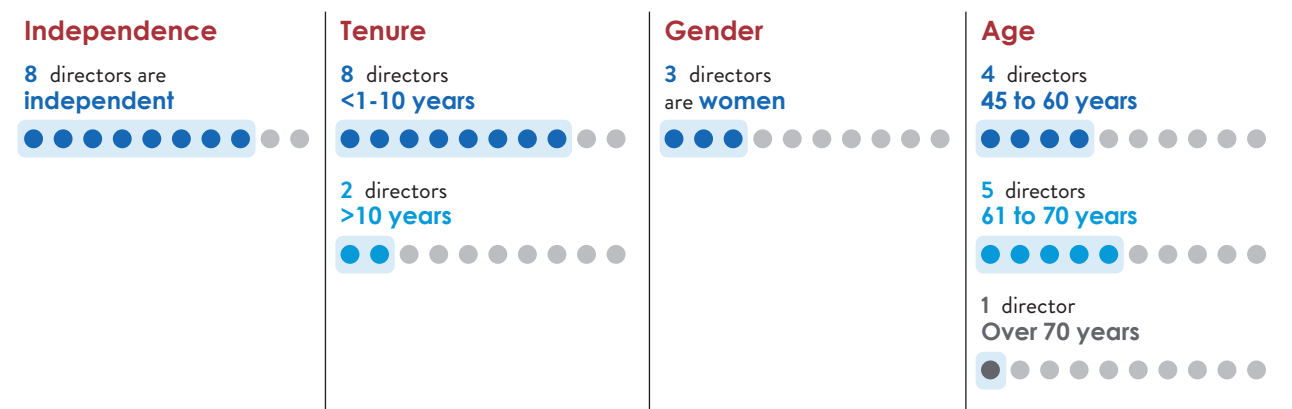 Independence
8 directors are
independent
Tenure
8 directors
<1-10 years
2 directors
>10 years
Gender
3 directors
are women
Age
4 directors
45 to 60 years
5 directors
61 to 70 years
1 director
Over 70 years